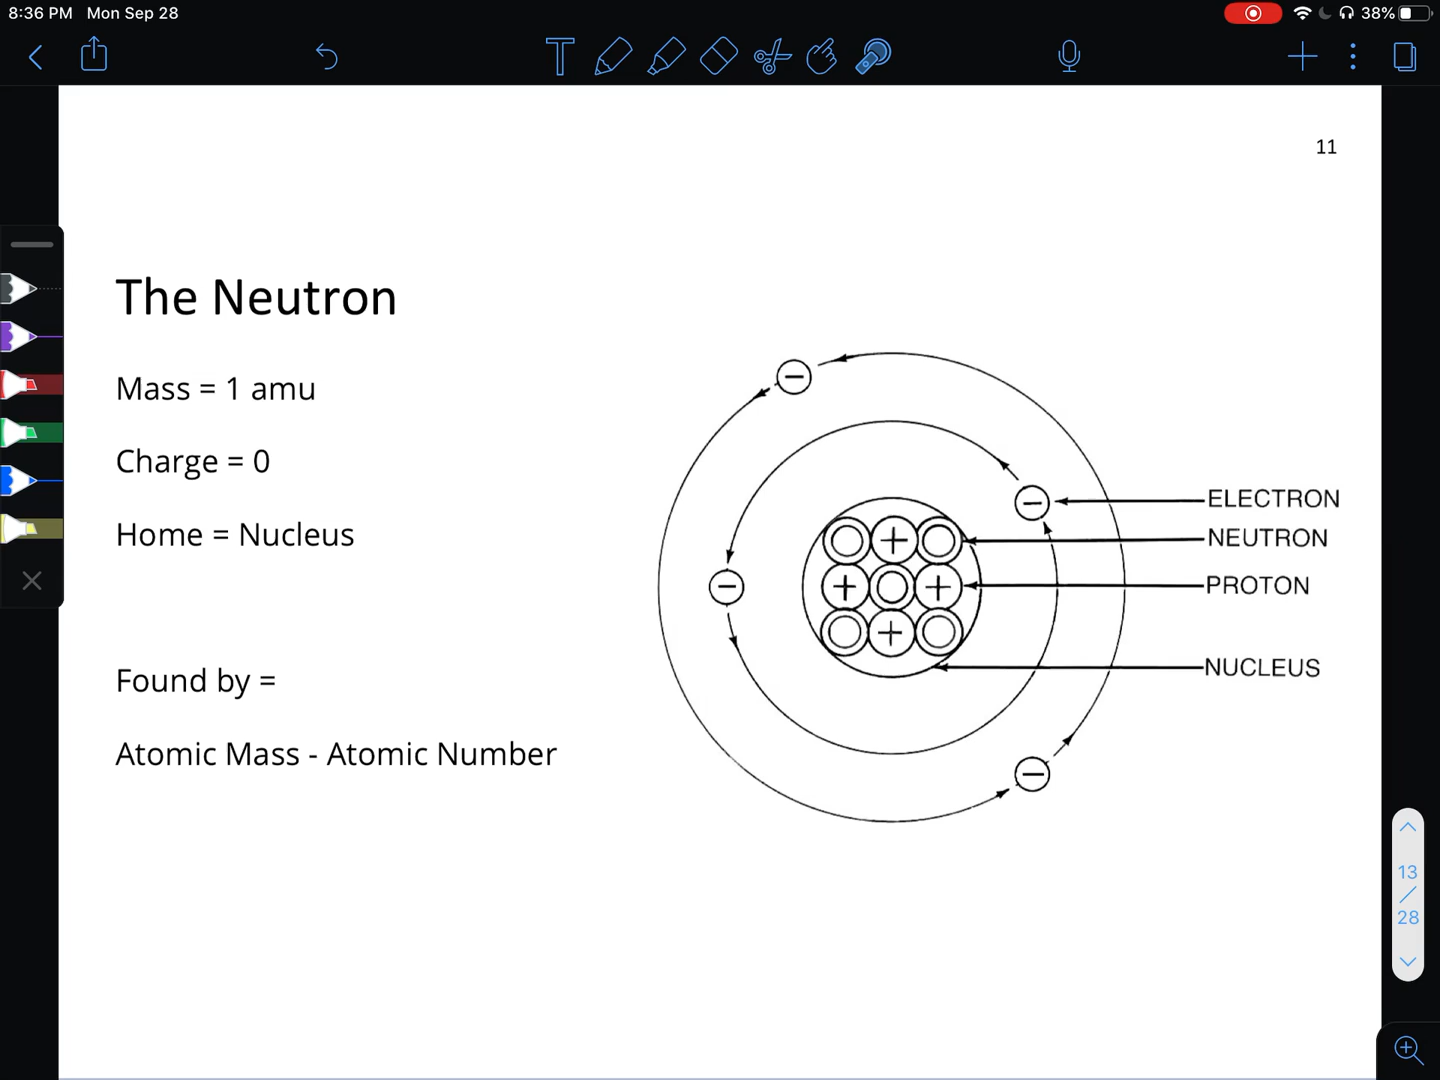 8:36 PM Mon Sep 28
38%
11
The Neutron
Mass = 1 amu
Charge = 0
Home = Nucleus
Found by =
Atomic Mass - Atomic Number
ELECTRON
NEUTRON
PROTON
NUCLEUS
13
28